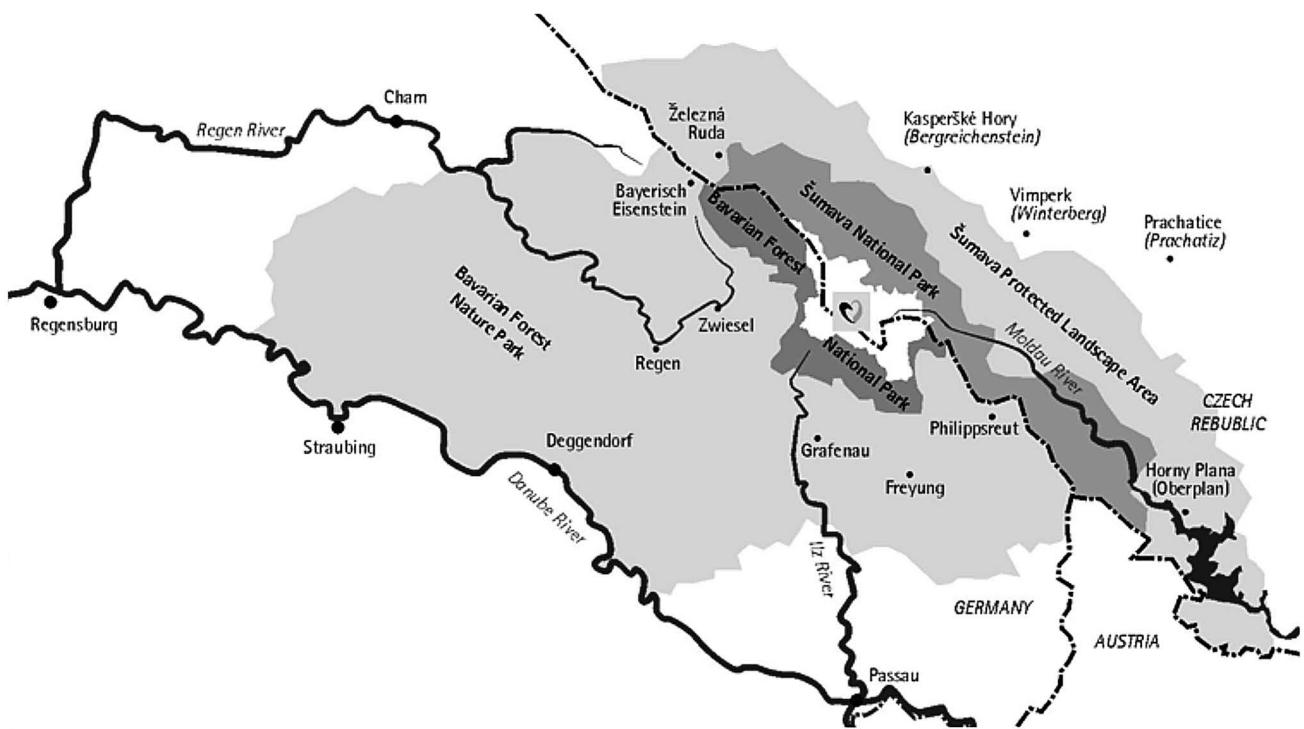 Cham
Regen River
Železná
Ruda
Kasperšké Hory
(Bergreichenstein)
Bayerisch
Eisenstein
Vimperk
(Winterberg)
Prachatice
(Prachatiz)
Bavarian Forest
Šumava National Park
Šumava Protected Landscape Area
Bavarian Forest
Nature Park
Regensburg
Zwiesel
Regen
National Park
Moldau River
CZECH
REBUBLIC
Straubing
Deggendorf
Grafenau
Philippsreut
Freyung
Horny Plana
(Oberplan)
Danube River
Ilz River
GERMANY
AUSTRIA
Passau